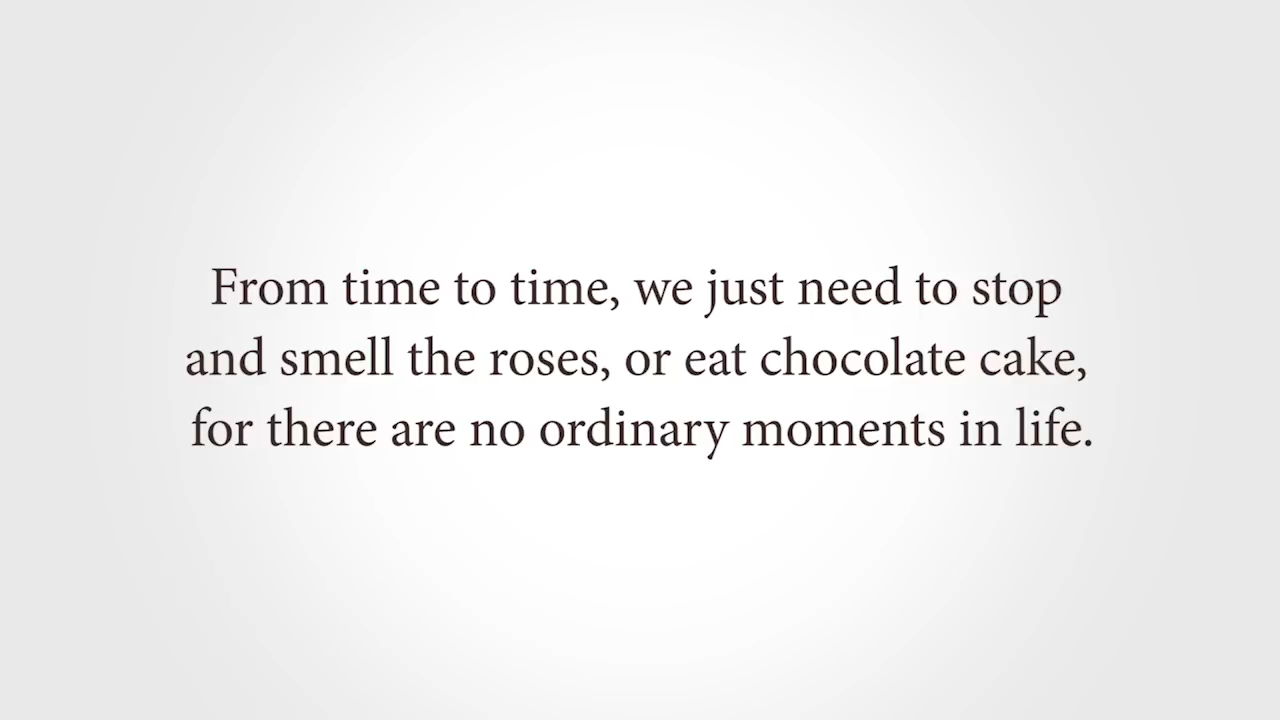 From time to time, we just need to stop
and smell the roses, or eat chocolate cake,
for there are no ordinary moments in life.